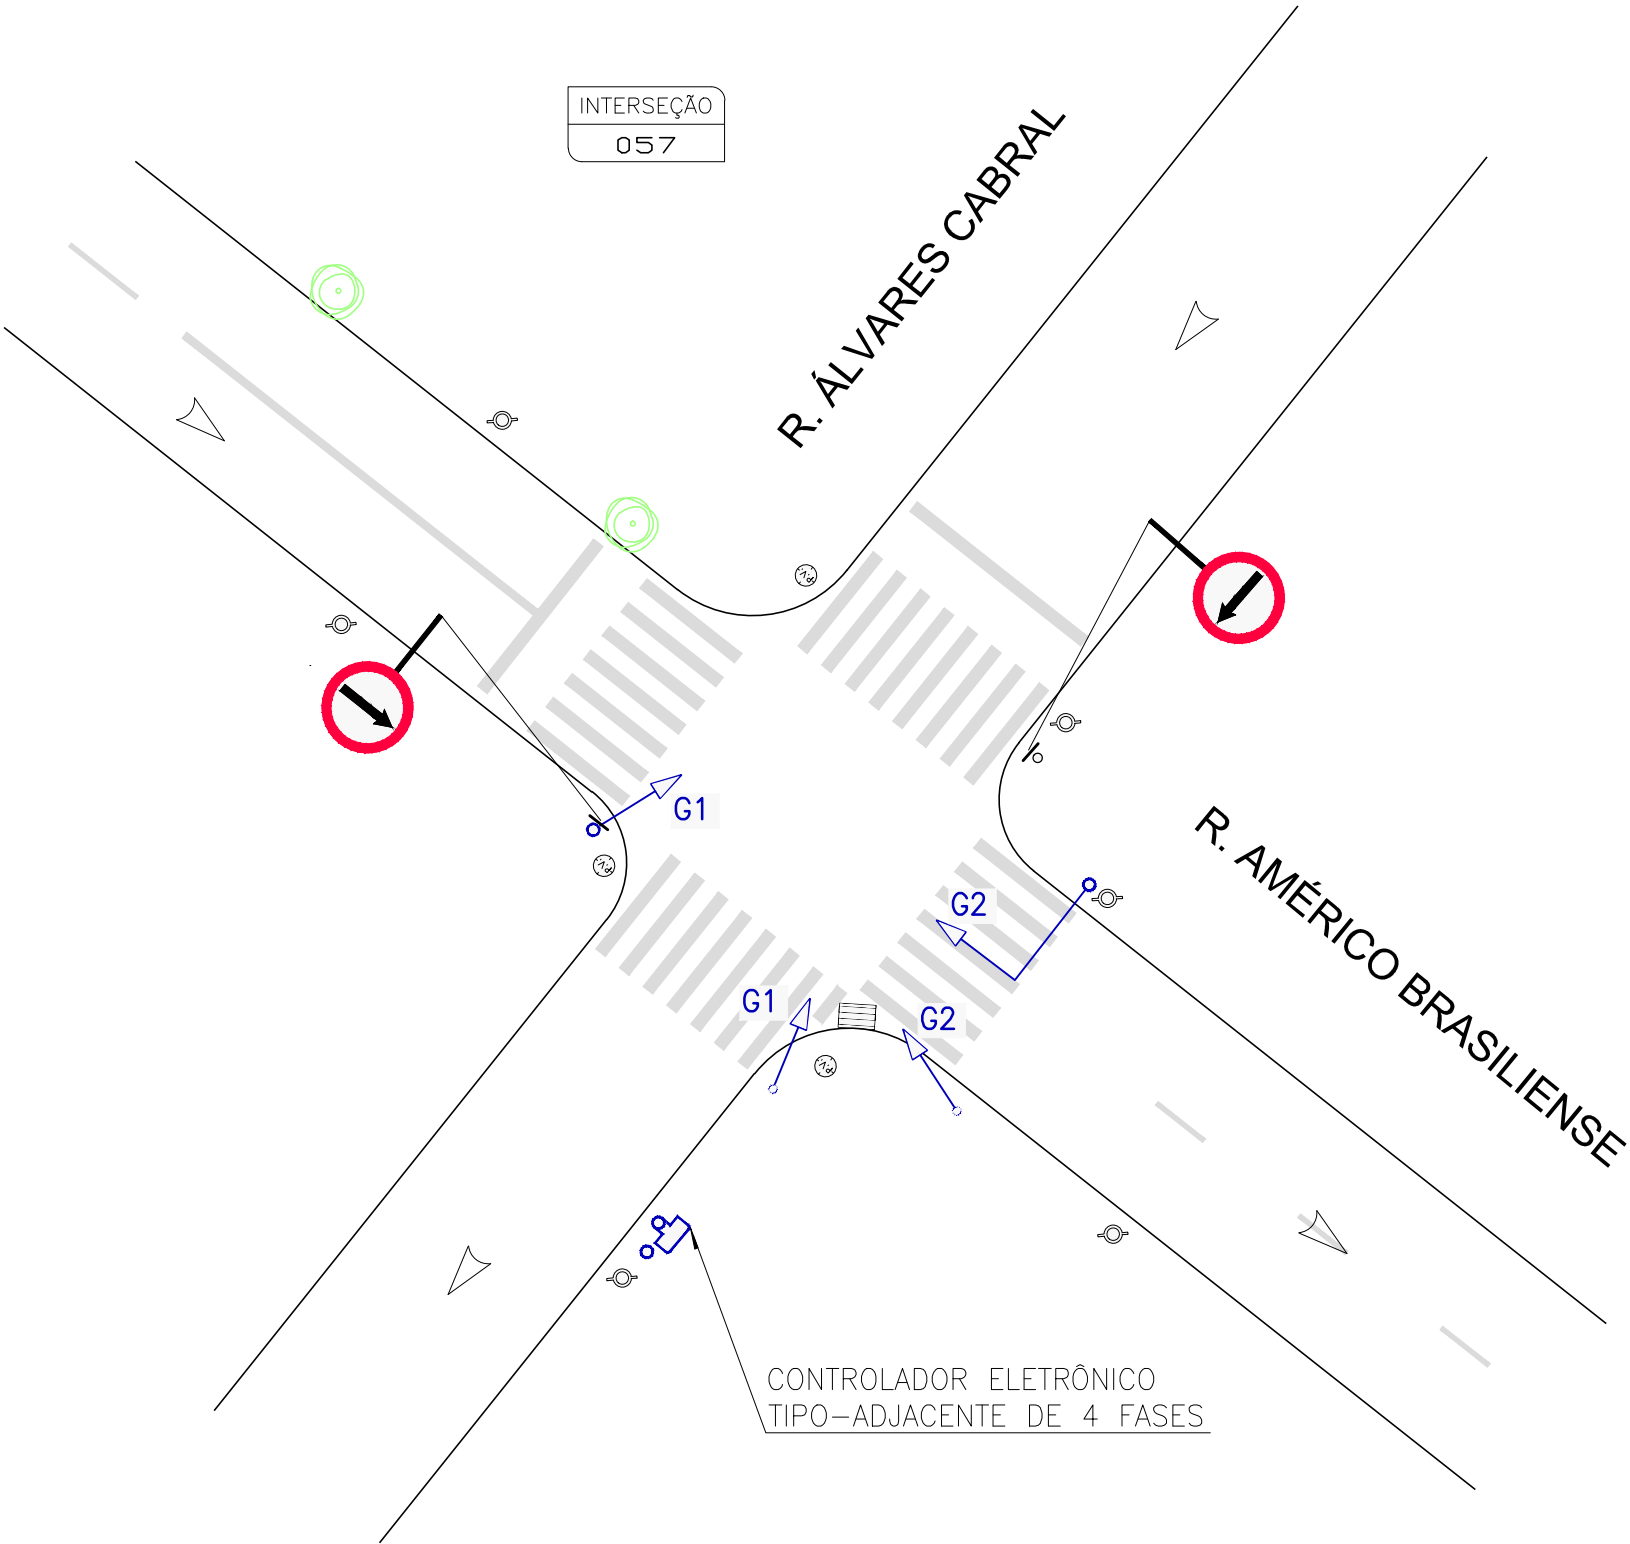 INTERSEÇÃO
057
R. ÁLVARES CABRAL
P.V.
G1
P.V.
R. AMÉRICO BRASILIENSE
G2
G1
G2
P.V.
CONTROLADOR ELETRÔNICO
TIPO-ADJACENTE DE 4 FASES